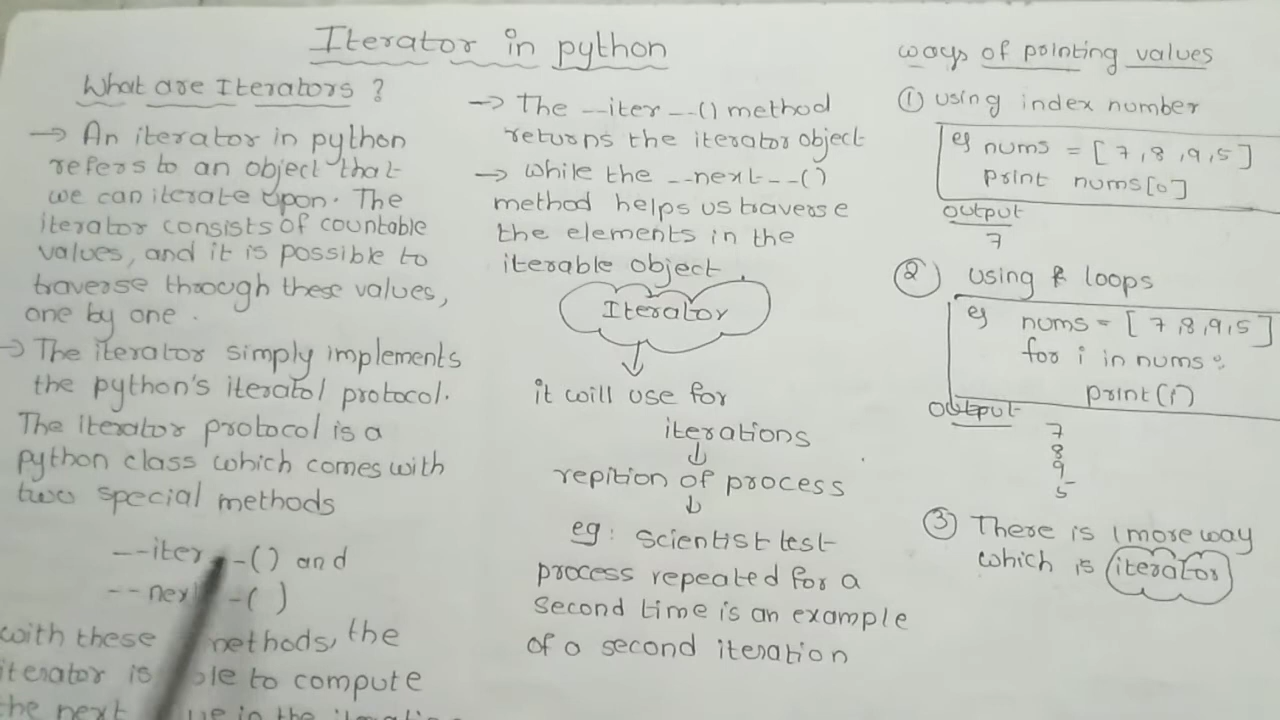 Iterator in python
What are Iterators ?
→ An iterator in python
refers to an object that
we can iterate upon. The
iterator consists of countable
values, and it is possible to
traverse through these values,
one by one .
→ The iterator simply implements
the python's iteratol protocol.
The iterator protocol is a
python class which comes with
two special methods
--iter --() and
--next --( )
with these methods, the
iterator is able to compute
the next in the
→ The --iter--() method
returns the iterator object
→ while the --next--()
method helps us traverse
the elements in the
iterable object
Iterator
it will use for
iterations
↓
repition of process
↓
eg : scientist test
process repeated for a
second time is an example
of a second iteration
ways of pointing values
① using index number
eg nums = [ 7,8,9,5 ]
print nums[0]
output
7
② using loops
eg nums = [ 7,8,9,5 ]
for i in nums :
print(i)
output
7
8
9
5
③ There is 1 more way
which is iterator